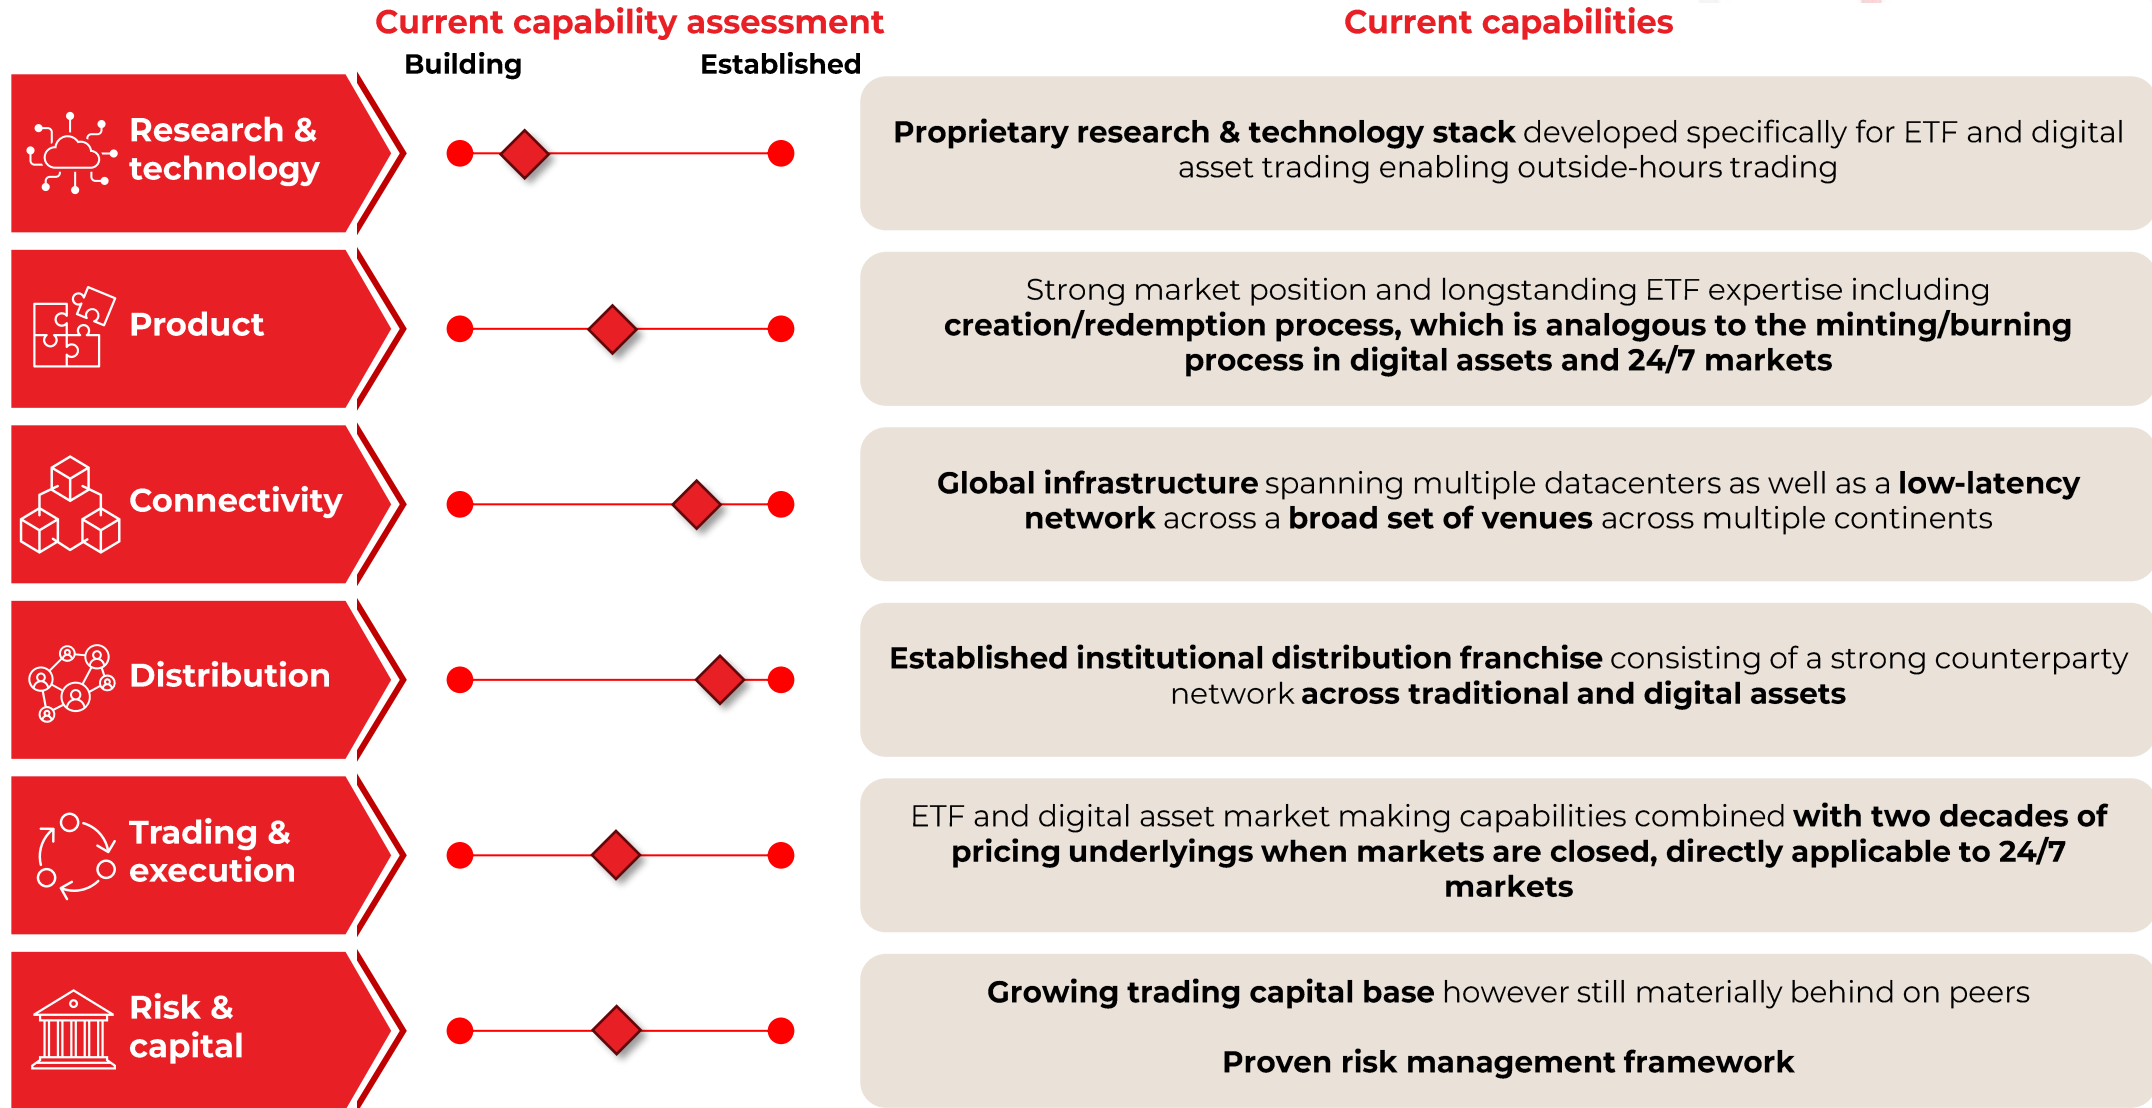 Current capability assessment
Current capabilities
Building
Established
Research &
technology
Proprietary research & technology stack developed specifically for ETF and digital
asset trading enabling outside-hours trading
Product
Strong market position and longstanding ETF expertise including
creation/redemption process, which is analogous to the minting/burning
process in digital assets and 24/7 markets
Connectivity
Global infrastructure spanning multiple datacenters as well as a low-latency
network across a broad set of venues across multiple continents
Distribution
Established institutional distribution franchise consisting of a strong counterparty
network across traditional and digital assets
Trading &
execution
ETF and digital asset market making capabilities combined with two decades of
pricing underlyings when markets are closed, directly applicable to 24/7
markets
Risk &
capital
Growing trading capital base however still materially behind on peers
Proven risk management framework